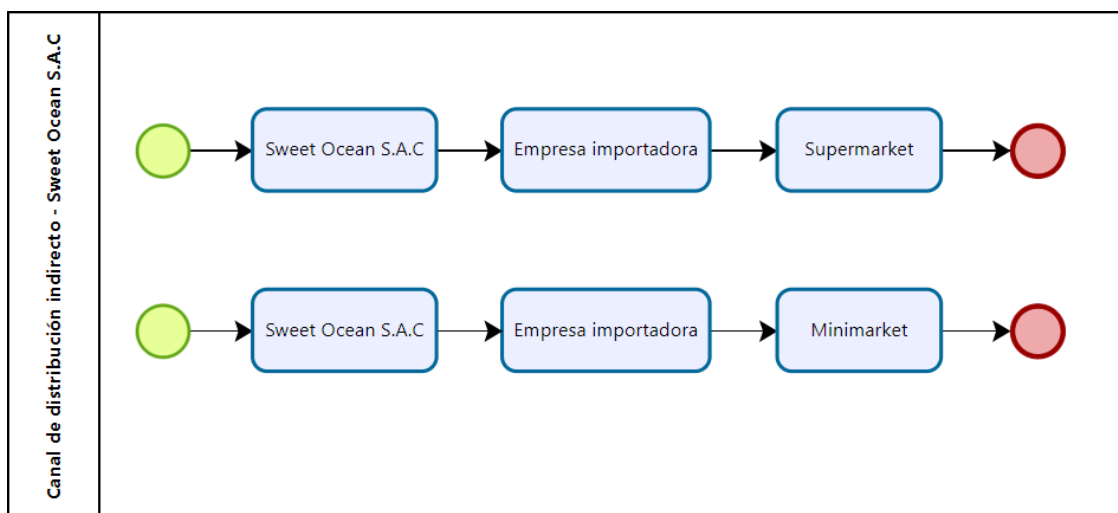 Canal de distribución indirecto - Sweet Ocean S.A.C
Sweet Ocean S.A.C
Empresa importadora
Supermarket
Sweet Ocean S.A.C
Empresa importadora
Minimarket